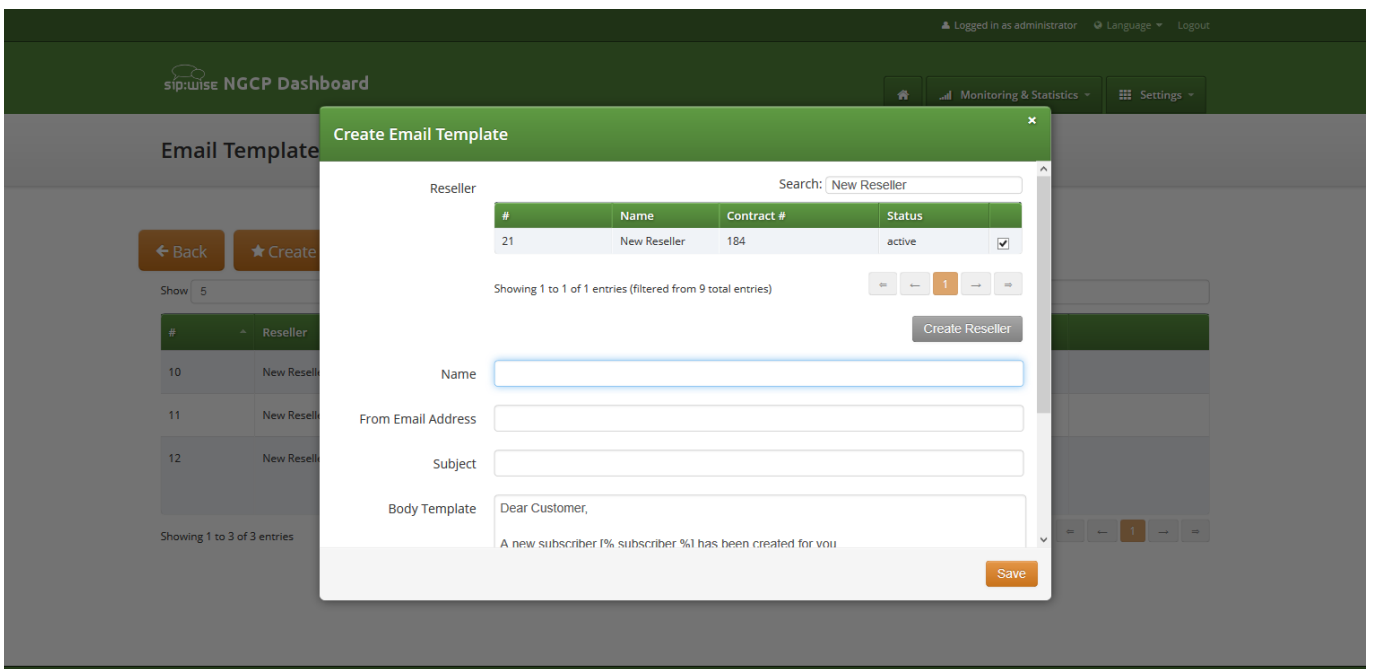 Logged in as administrator Language Logout
sip:wise NGCP Dashboard
Monitoring & Statistics Settings
Create Email Template
Email Template
Reseller Search: New Reseller
# Name Contract # Status
21 New Reseller 184 active
Back Create
Showing 1 to 1 of 1 entries (filtered from 9 total entries) 1
Show 5
Create Reseller
# Reseller
10 New Resell
Name
11 New Resell
From Email Address
12 New Resell
Subject
Body Template Dear Customer,
Showing 1 to 3 of 3 entries 1
A new subscriber [% subscriber %] has been created for you
Save